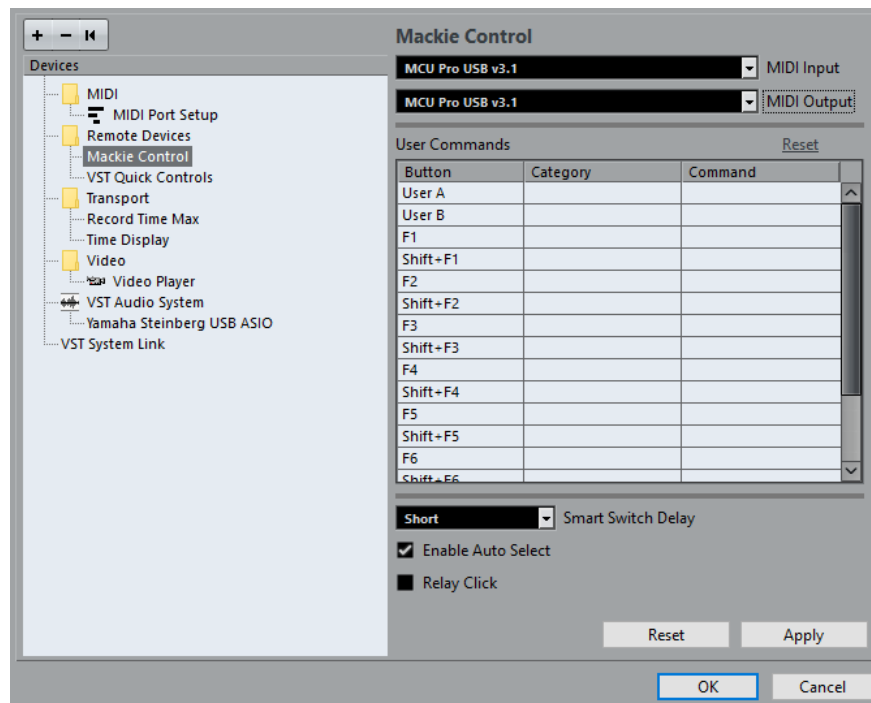 Mackie Control
Devices
MCU Pro USB v3.1 MIDI Input
MIDI
MIDI Port Setup
MCU Pro USB v3.1 MIDI Output
Remote Devices
Mackie Control
VST Quick Controls
Transport
Record Time Max
Time Display
Video
Video Player
VST Audio System
Yamaha Steinberg USB ASIO
VST System Link
User Commands Reset
Button Category Command
User A
User B
F1
Shift+F1
F2
Shift+F2
F3
Shift+F3
F4
Shift+F4
F5
Shift+F5
F6
Shift+F6
Short Smart Switch Delay
Enable Auto Select
Relay Click
Reset Apply
OK Cancel